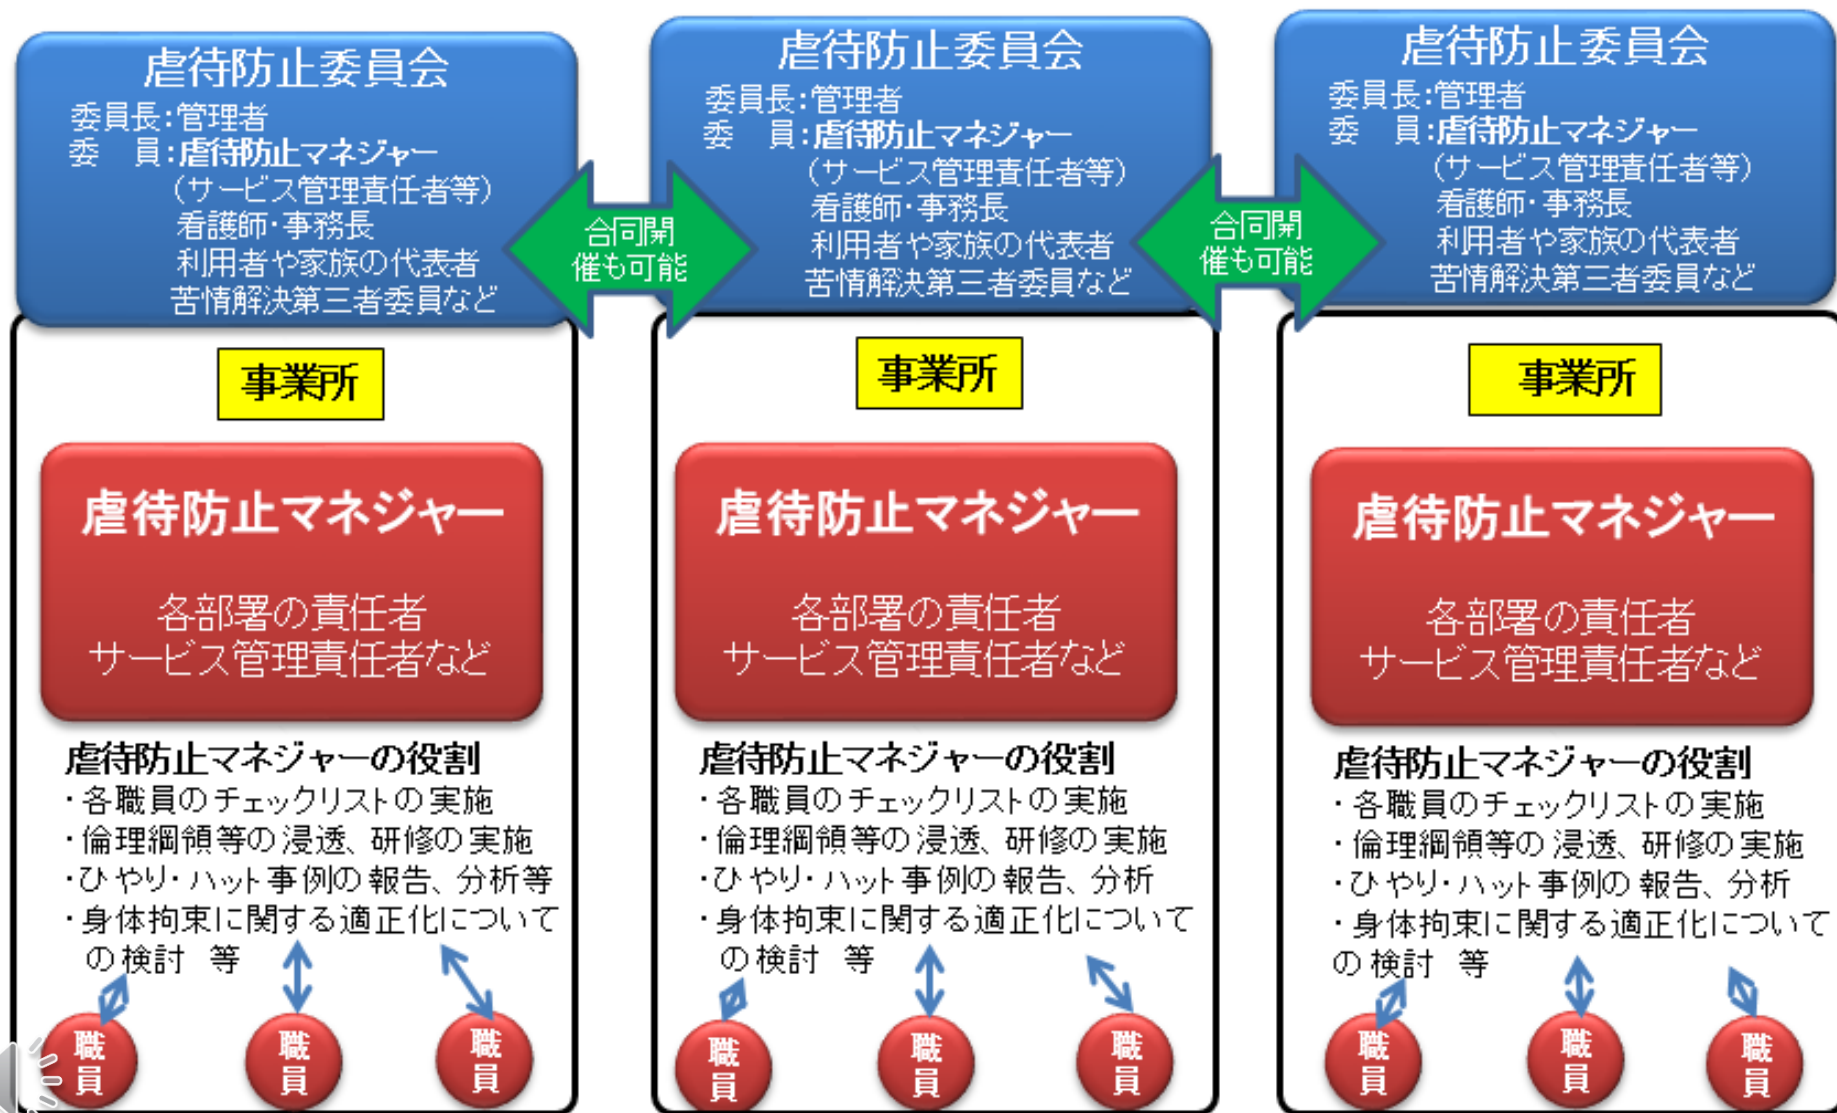 虐待防止委員会
委員長:管理者
委　員:虐待防止マネジャー
(サービス管理責任者等)
看護師・事務長
利用者や家族の代表者
苦情解決第三者委員など
合同開
催も可能
虐待防止委員会
委員長:管理者
委　員:虐待防止マネジャー
(サービス管理責任者等)
看護師・事務長
利用者や家族の代表者
苦情解決第三者委員など
合同開
催も可能
虐待防止委員会
委員長:管理者
委　員:虐待防止マネジャー
(サービス管理責任者等)
看護師・事務長
利用者や家族の代表者
苦情解決第三者委員など
事業所
虐待防止マネジャー
各部署の責任者
サービス管理責任者など
虐待防止マネジャーの役割
・各職員のチェックリストの実施
・倫理綱領等の浸透、研修の実施
・ひやり・ハット事例の報告、分析等
・身体拘束に関する適正化について
の検討　等
職
員
職
員
職
員
事業所
虐待防止マネジャー
各部署の責任者
サービス管理責任者など
虐待防止マネジャーの役割
・各職員のチェックリストの実施
・倫理綱領等の浸透、研修の実施
・ひやり・ハット事例の報告、分析
・身体拘束に関する適正化について
の検討　等
職
員
職
員
職
員
事業所
虐待防止マネジャー
各部署の責任者
サービス管理責任者など
虐待防止マネジャーの役割
・各職員のチェックリストの実施
・倫理綱領等の浸透、研修の実施
・ひやり・ハット事例の報告、分析
・身体拘束に関する適正化について
の検討　等
職
員
職
員
職
員